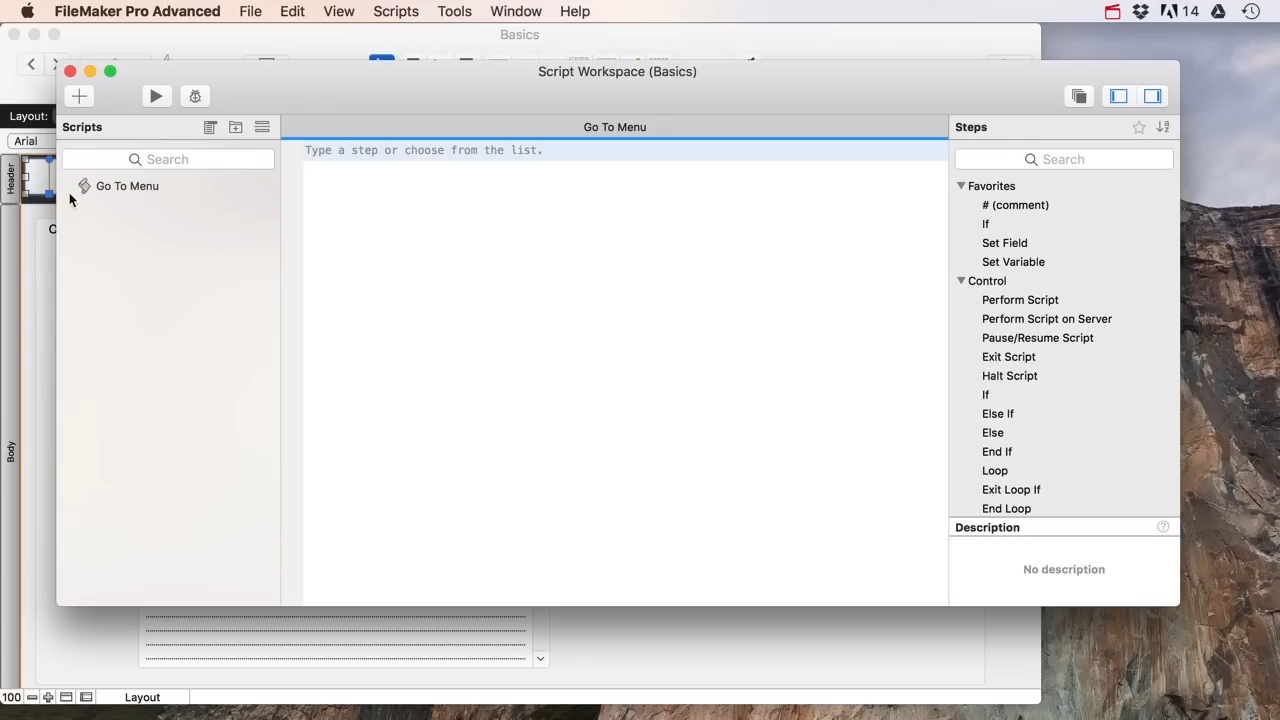 FileMaker Pro Advanced File Edit View Scripts Tools Window Help 14
Basics
Script Workspace (Basics)
Layout:
Scripts
Go To Menu
Steps
Arial
Search
Type a step or choose from the list.
Search
Header
Go To Menu
Favorites
# (comment)
If
Set Field
Set Variable
Control
Perform Script
Perform Script on Server
Pause/Resume Script
Exit Script
Halt Script
If
Else If
Else
End If
Body
Loop
Exit Loop If
End Loop
Description
No description
100 Layout